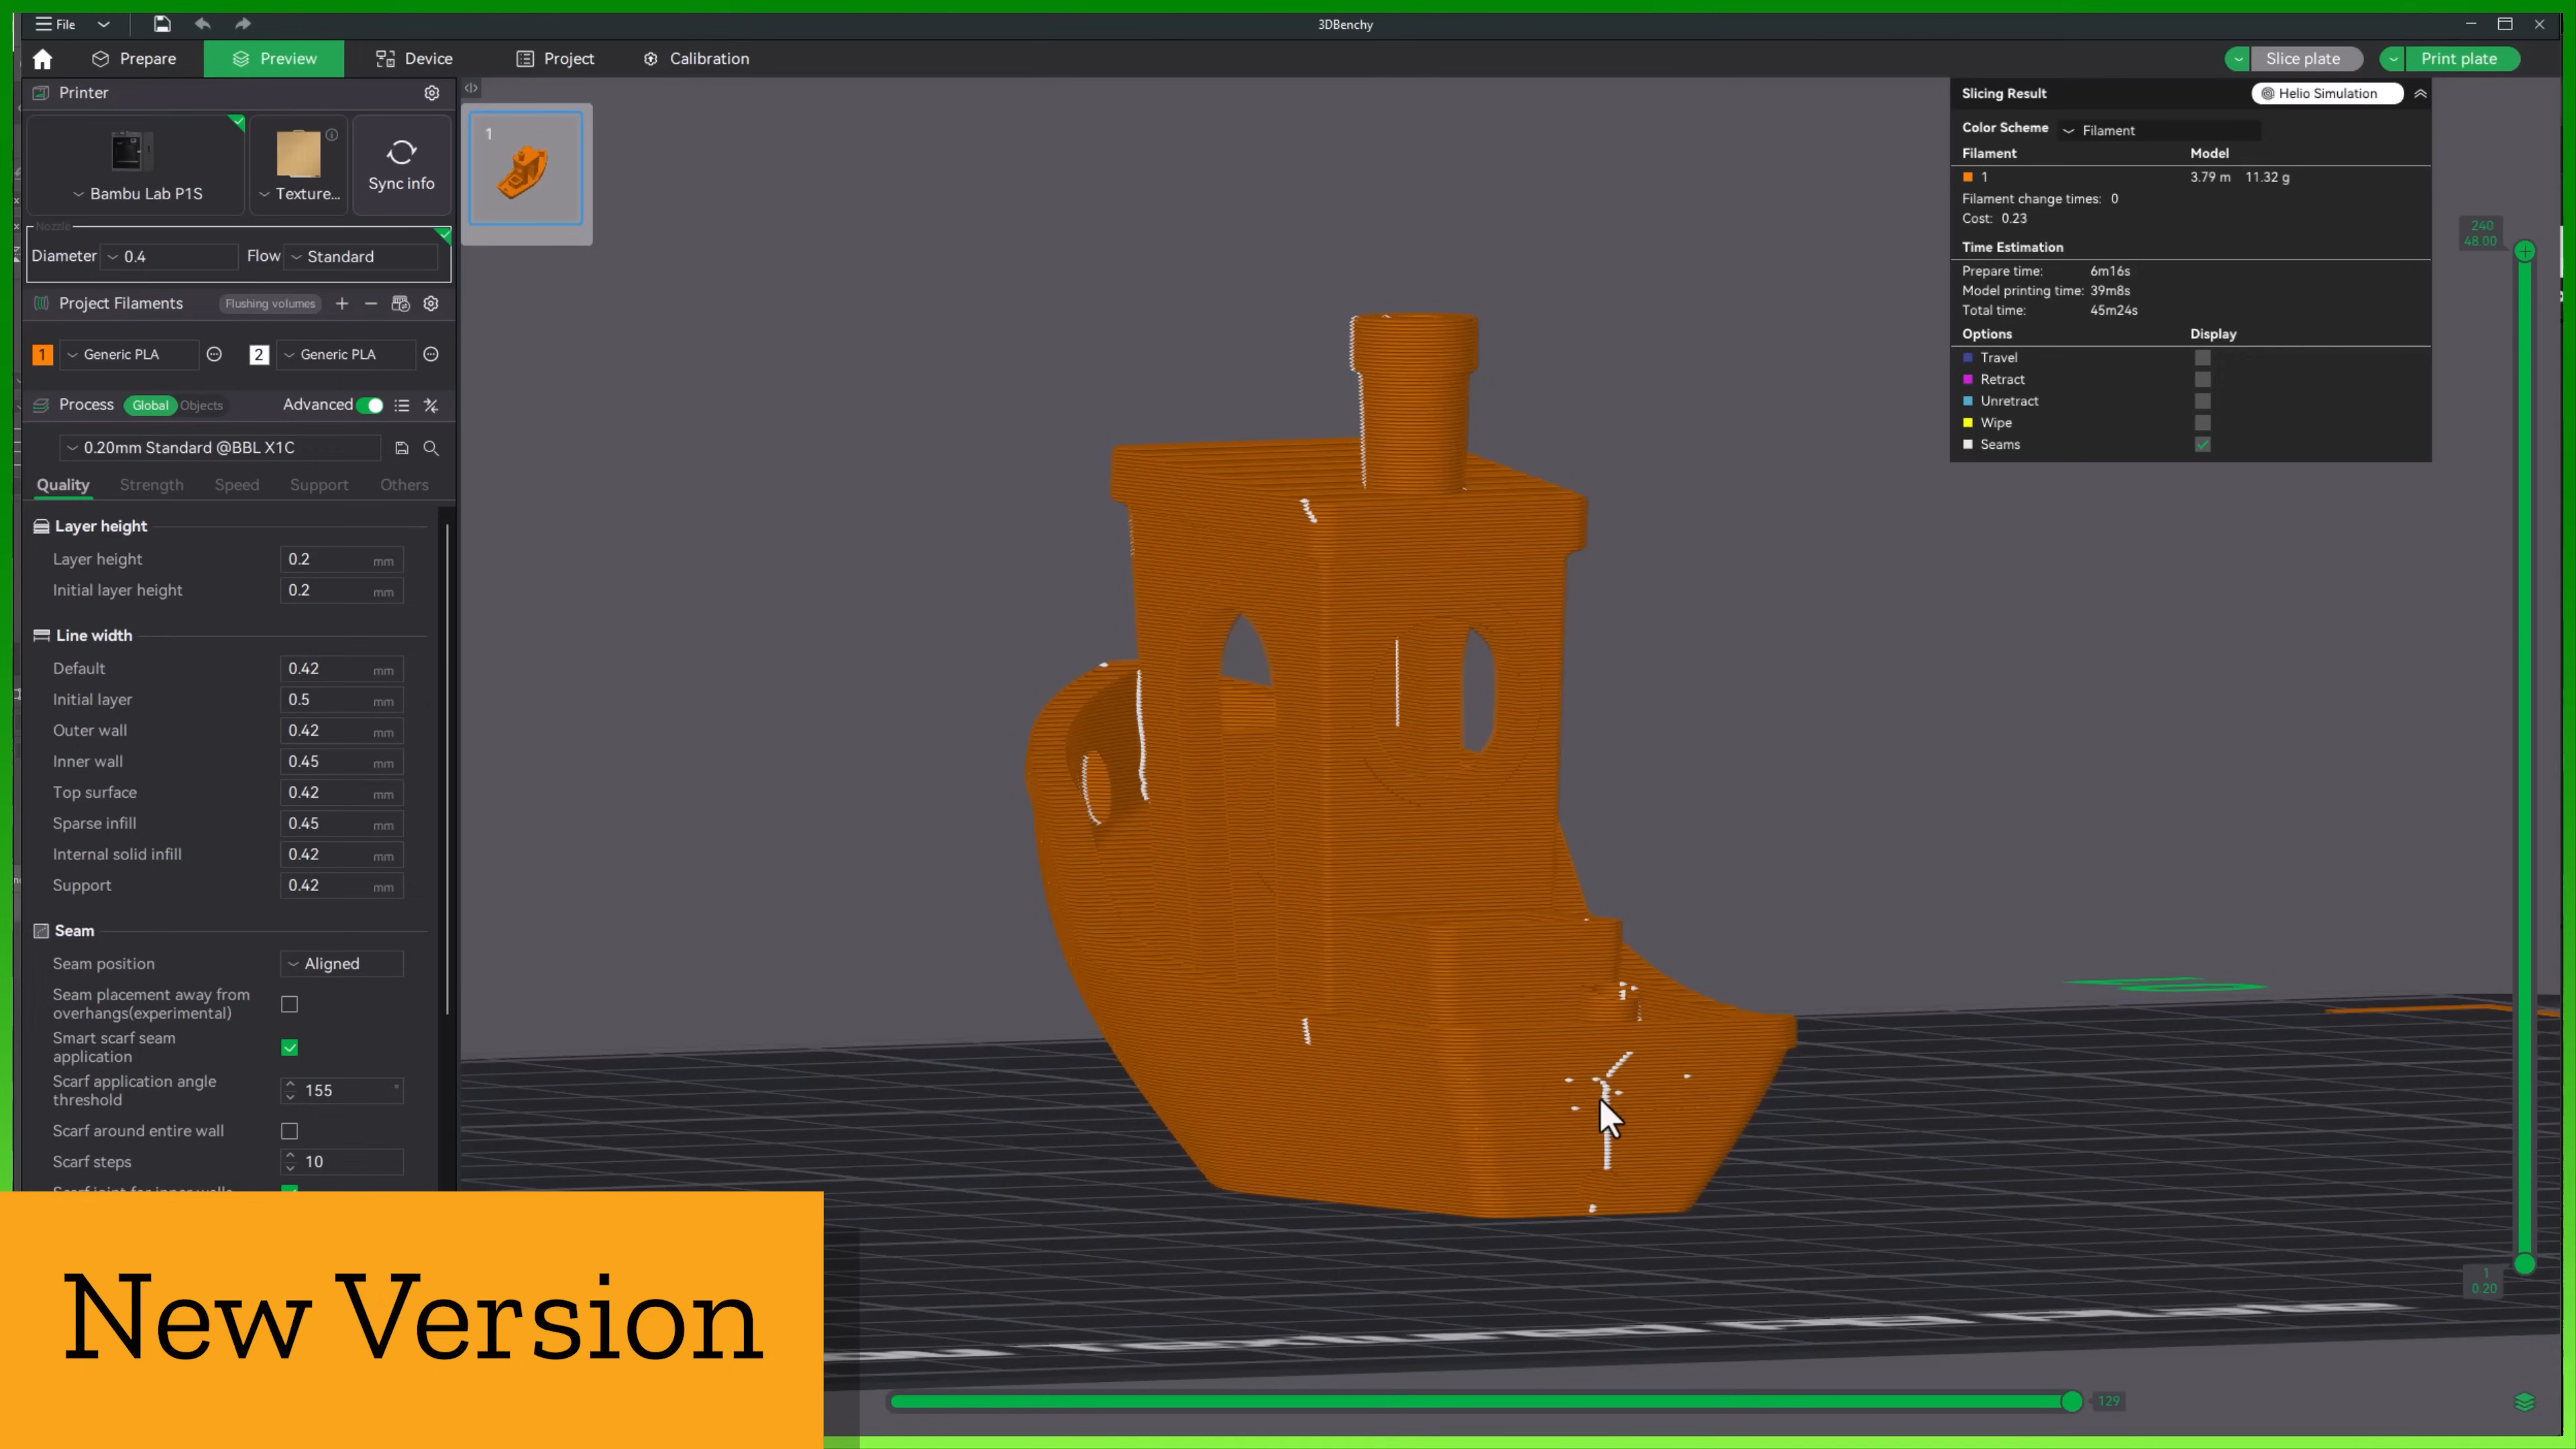 File
3DBenchy
Prepare
Preview
Device
Project
Calibration
Slice plate
Print plate
Printer
Bambu Lab P1S
Texture...
Sync info
Nozzle
Diameter 0.4 Flow Standard
Project Filaments Flushing volumes
1 Generic PLA 2 Generic PLA
Process Global Objects Advanced
0.20mm Standard @BBL X1C
Quality Strength Speed Support Others
Layer height
Layer height 0.2 mm
Initial layer height 0.2 mm
Line width
Default 0.42 mm
Initial layer 0.5 mm
Outer wall 0.42 mm
Inner wall 0.45 mm
Top surface 0.42 mm
Sparse infill 0.45 mm
Internal solid infill 0.42 mm
Support 0.42 mm
Seam
Seam position Aligned
Seam placement away from
overhangs(experimental)
Smart scarf seam
application
Scarf application angle
threshold 155 °
Scarf around entire wall
Scarf steps 10
Scarf joint for inner walls
1
Slicing Result Helio Simulation
Color Scheme Filament
Filament Model
1 3.79 m 11.32 g
Filament change times: 0
Cost: 0.23
Time Estimation
Prepare time: 6m16s
Model printing time: 39m8s
Total time: 45m24s
Options Display
Travel
Retract
Unretract
Wipe
Seams
240
48.00
1
0.20
129
New Version